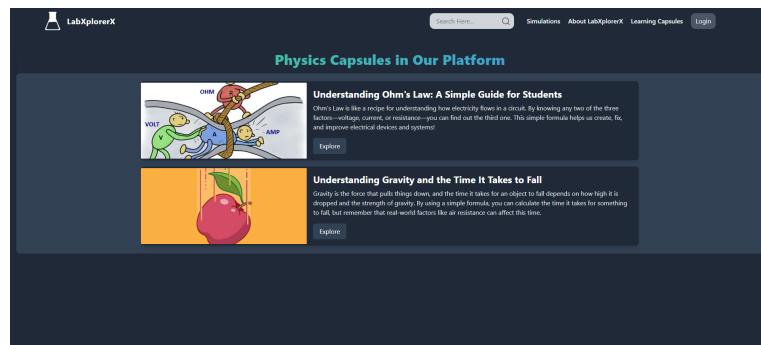 LabXplorerX
Search Here...
Simulations
About LabXplorerX
Learning Capsules
Login
Physics Capsules in Our Platform
OHM
VOLT
AMP
V
A
Understanding Ohm's Law: A Simple Guide for Students
Ohm's Law is like a recipe for understanding how electricity flows in a circuit. By knowing any two of the three
factors—voltage, current, or resistance—you can find out the third one. This simple formula helps us create, fix,
and improve electrical devices and systems!
Explore
Understanding Gravity and the Time It Takes to Fall
Gravity is the force that pulls things down, and the time it takes for an object to fall depends on how high it is
dropped and the strength of gravity. By using a simple formula, you can calculate the time it takes for something
to fall, but remember that real-world factors like air resistance can affect this time.
Explore